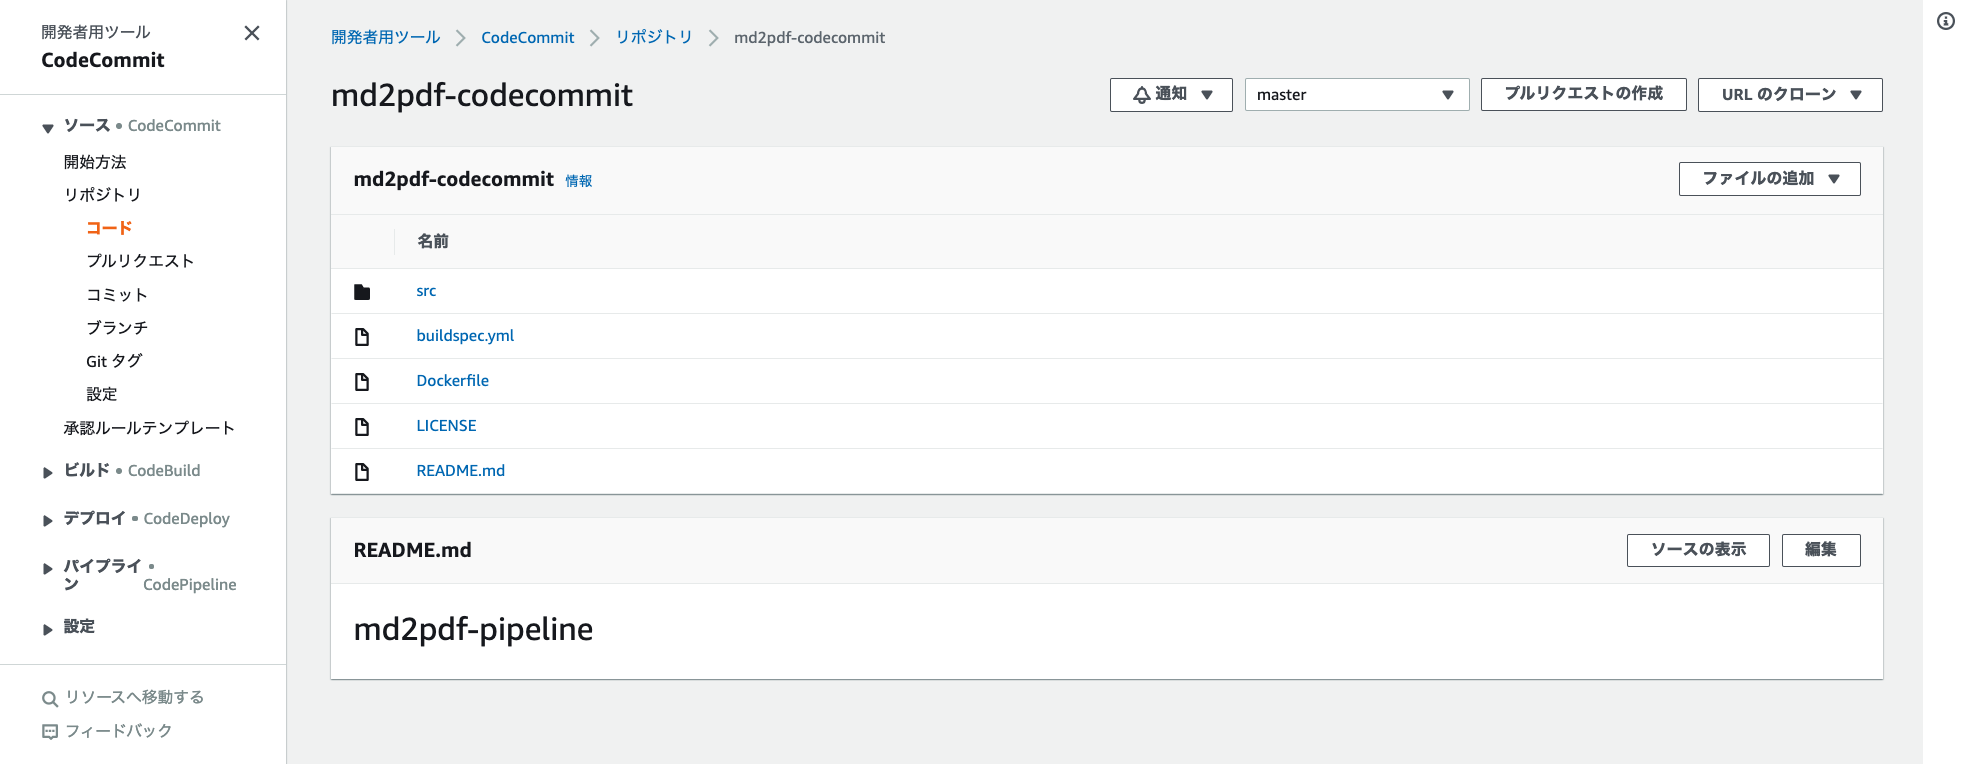 開発者用ツール
CodeCommit
ソース • CodeCommit
開始方法
リポジトリ
コード
プルリクエスト
コミット
ブランチ
Git タグ
設定
承認ルールテンプレート
ビルド • CodeBuild
デプロイ • CodeDeploy
パイプライン • CodePipeline
設定
リソースへ移動する
フィードバック
開発者用ツール CodeCommit リポジトリ md2pdf-codecommit
md2pdf-codecommit
通知 master プルリクエストの作成 URL のクローン
md2pdf-codecommit 情報 ファイルの追加
名前
src
buildspec.yml
Dockerfile
LICENSE
README.md
README.md ソースの表示 編集
md2pdf-pipeline